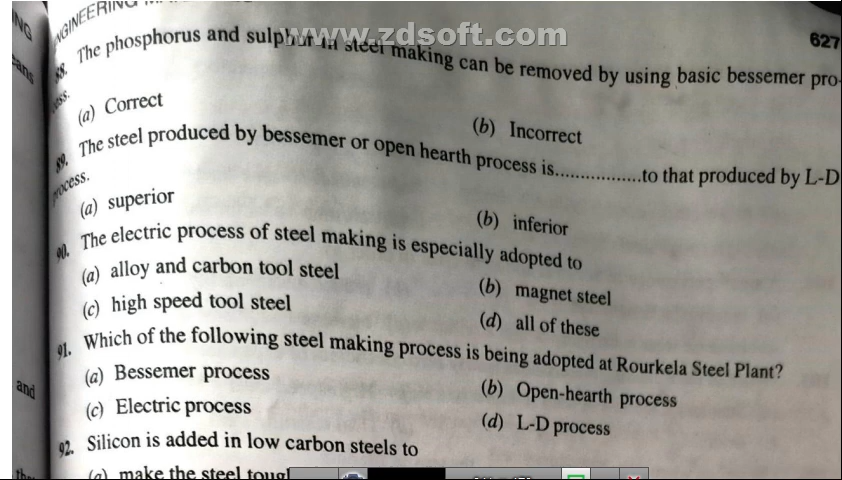 www.zdsoft.com
627
88. The phosphorus and sulphur in steel making can be removed by using basic bessemer pro-
cess.
(a) Correct
(b) Incorrect
89. The steel produced by bessemer or open hearth process is.................to that produced by L-D
process.
(a) superior
(b) inferior
90. The electric process of steel making is especially adopted to
(a) alloy and carbon tool steel
(b) magnet steel
(c) high speed tool steel
(d) all of these
91. Which of the following steel making process is being adopted at Rourkela Steel Plant?
(a) Bessemer process
(b) Open-hearth process
(c) Electric process
(d) L-D process
92. Silicon is added in low carbon steels to
(a) make the steel
and